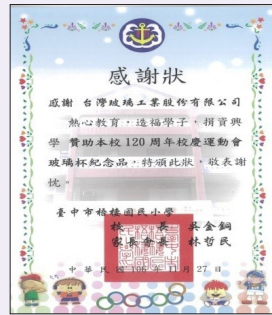 感謝狀
感謝 台灣玻璃工業股份有限公司
熱心教育，造福學子，捐資興
學 贊助本校 120 周年校慶運動會
玻璃杯紀念品，特頒此狀，敬表謝
忱。
臺中市梧棲國民小學
校 長 吳金銅
家長會長 林哲民
中 華 民 國 105 年 11 月 27 日